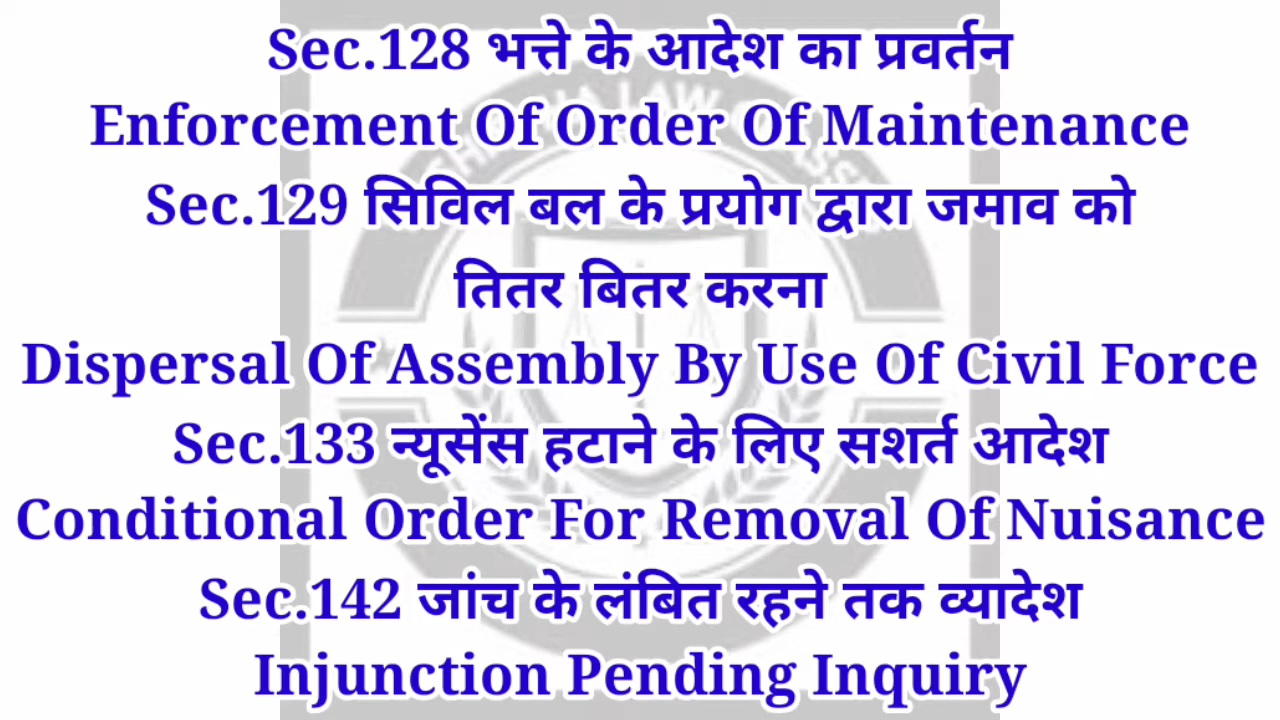 Sec.128 भत्ते के आदेश का प्रवर्तन
Enforcement Of Order Of Maintenance
Sec.129 सिविल बल के प्रयोग द्वारा जमाव को
तितर बितर करना
Dispersal Of Assembly By Use Of Civil Force
Sec.133 न्यूसेंस हटाने के लिए सशर्त आदेश
Conditional Order For Removal Of Nuisance
Sec.142 जांच के लंबित रहने तक व्यादेश
Injunction Pending Inquiry
LAW